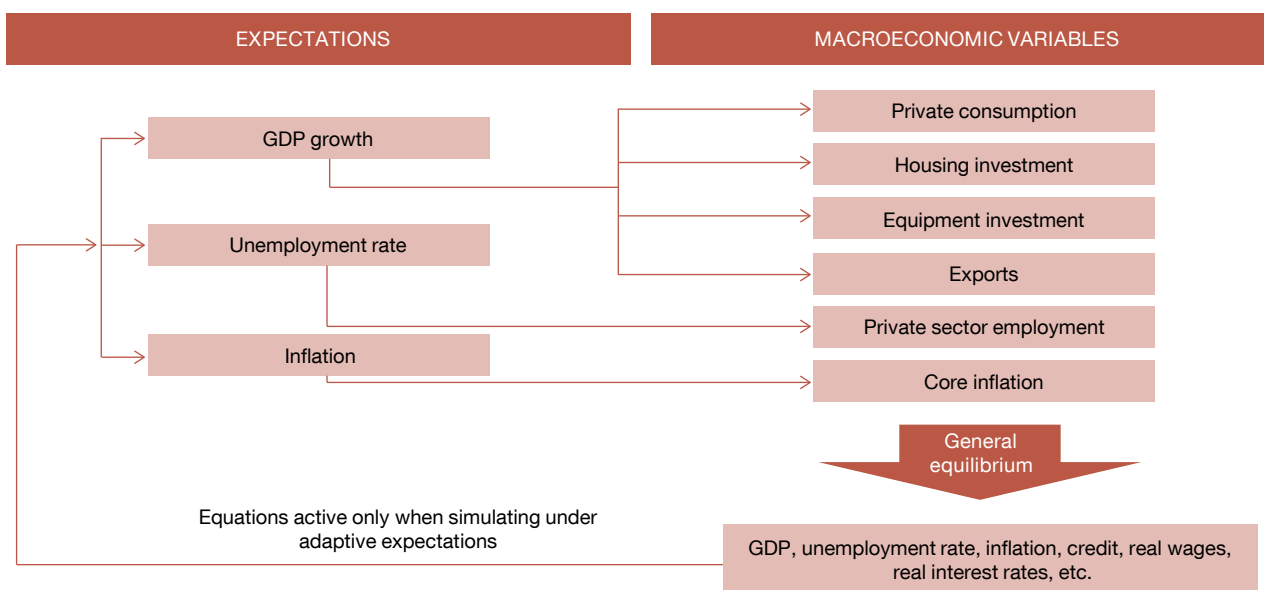 EXPECTATIONS
MACROECONOMIC VARIABLES
GDP growth
Unemployment rate
Inflation
Private consumption
Housing investment
Equipment investment
Exports
Private sector employment
Core inflation
General
equilibrium
Equations active only when simulating under
adaptive expectations
GDP, unemployment rate, inflation, credit, real wages,
real interest rates, etc.